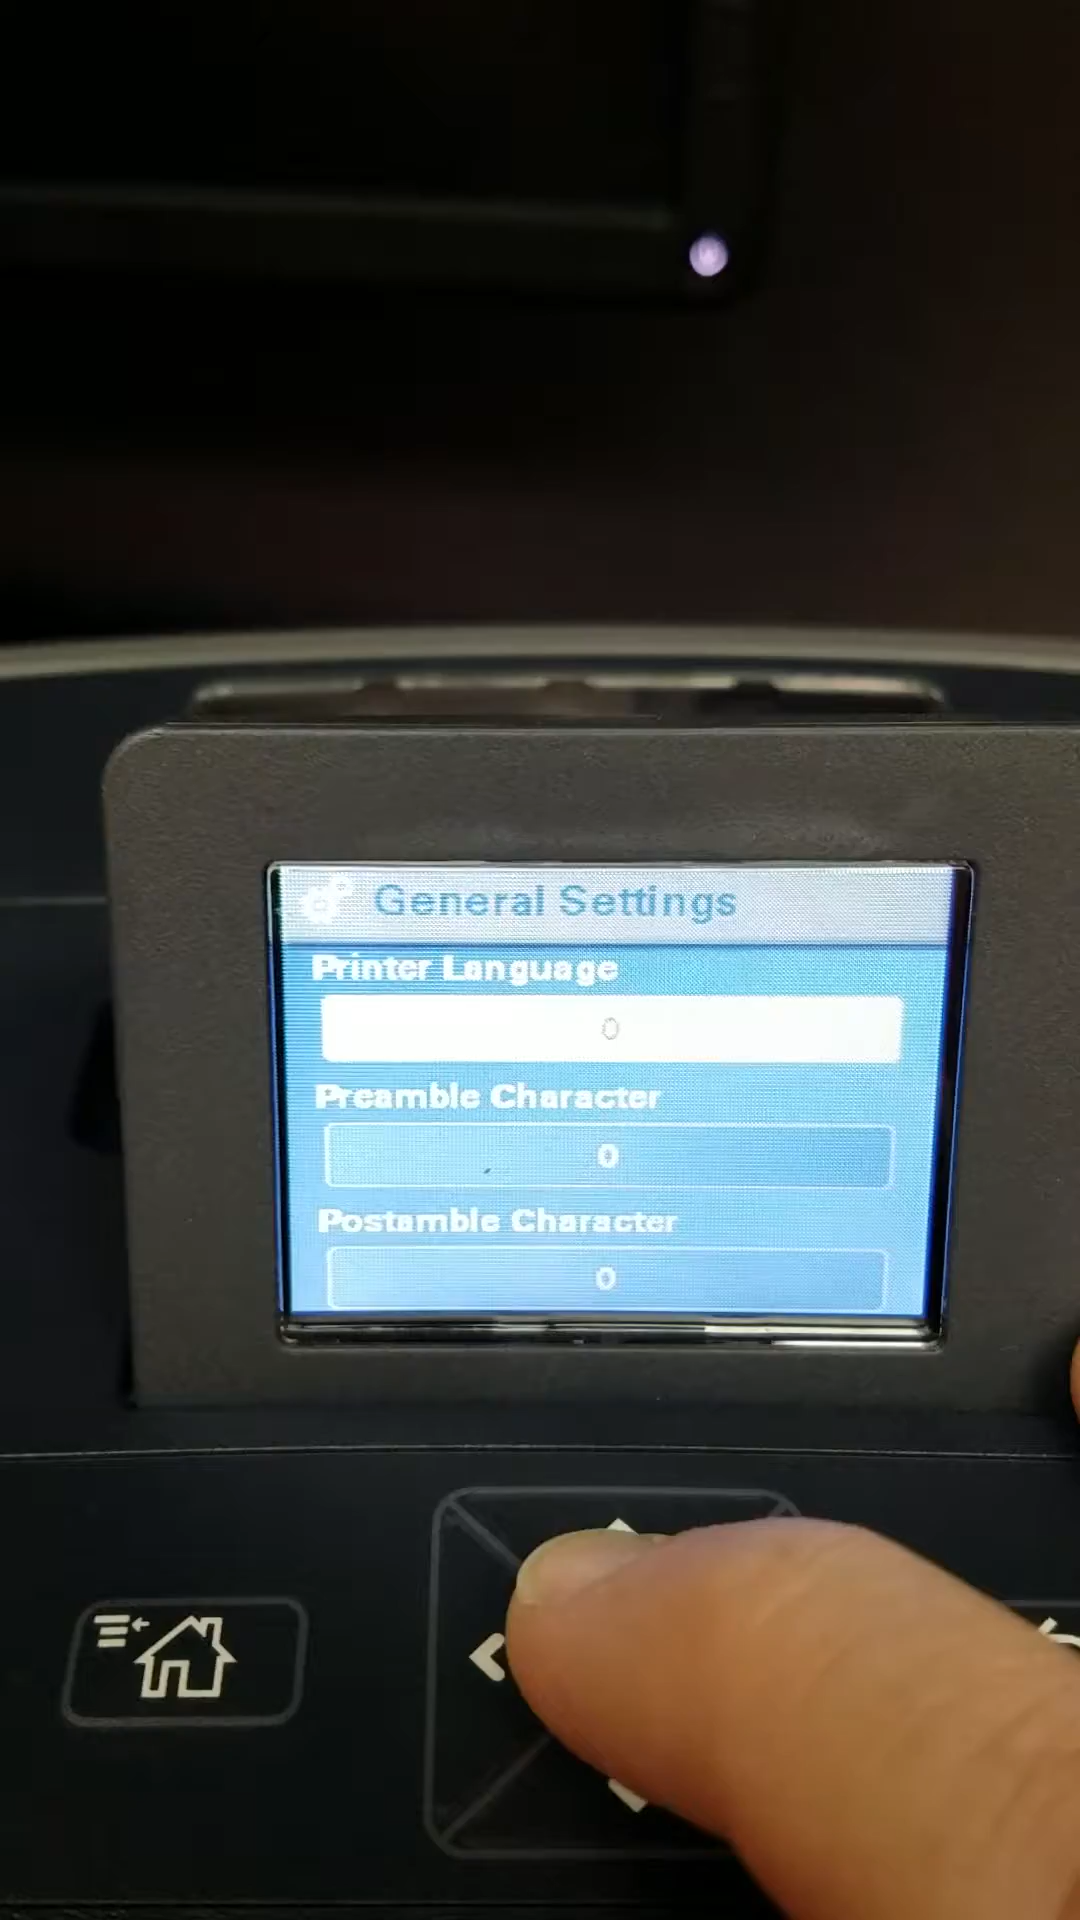 General Settings
Printer Language
0
Preamble Character
0
Postamble Character
0